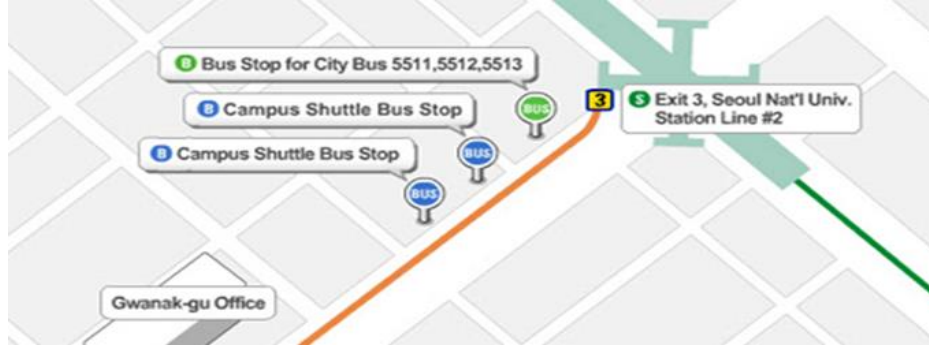 B Bus Stop for City Bus 5511,5512,5513
B Campus Shuttle Bus Stop
BUS
3
S Exit 3, Seoul Nat'l Univ.
Station Line #2
B Campus Shuttle Bus Stop
BUS
BUS
Gwanak-gu Office